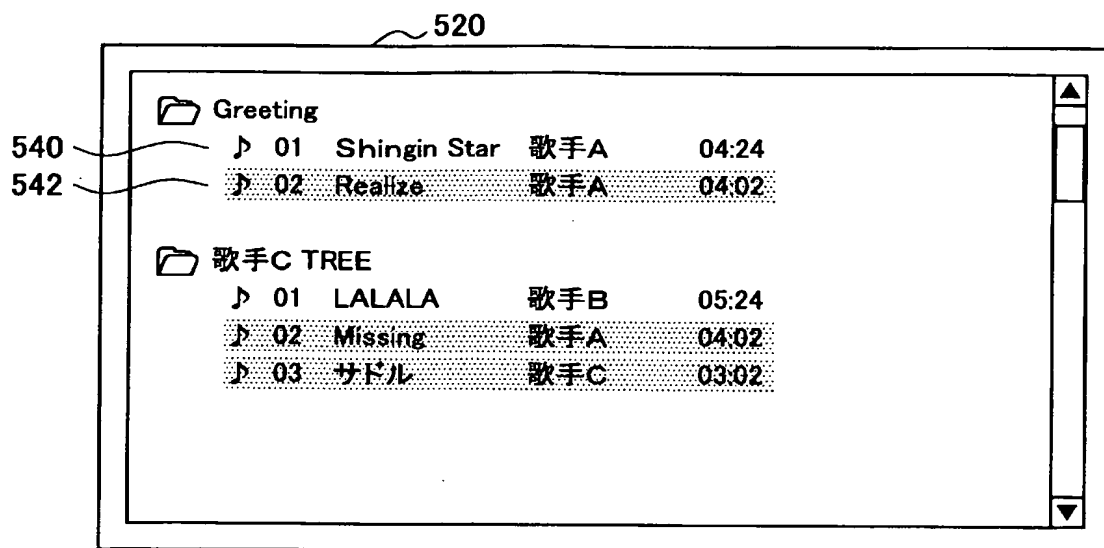 520
Greeting
540 ♪ 01 Shingin Star 歌手A 04:24
542 ♪ 02 Realize 歌手A 04:02
歌手C TREE
♪ 01 LALALA 歌手B 05:24
♪ 02 Missing 歌手A 04:02
♪ 03 サドル 歌手C 03:02